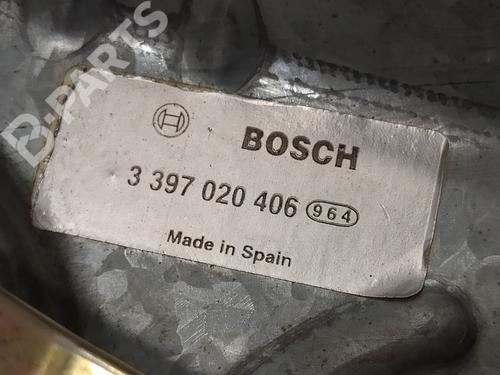 B-PARTS
BOSCH
3 397 020 406 964
Made in Spain